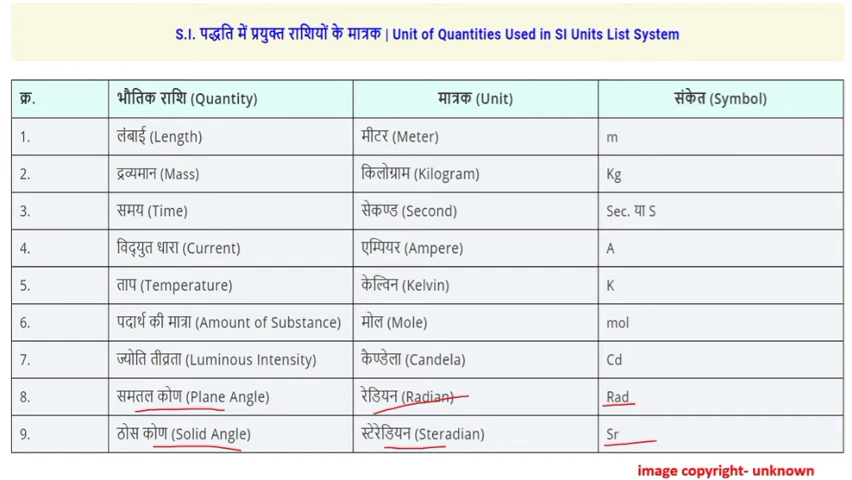 S.I. पद्धति में प्रयुक्त राशियों के मात्रक | Unit of Quantities Used in SI Units List System
क्र. भौतिक राशि (Quantity) मात्रक (Unit) संकेत (Symbol)
1. लंबाई (Length) मीटर (Meter) m
2. द्रव्यमान (Mass) किलोग्राम (Kilogram) Kg
3. समय (Time) सेकण्ड (Second) Sec. या S
4. विद्युत धारा (Current) एम्पियर (Ampere) A
5. ताप (Temperature) केल्विन (Kelvin) K
6. पदार्थ की मात्रा (Amount of Substance) मोल (Mole) mol
7. ज्योति तीव्रता (Luminous Intensity) कैण्डेला (Candela) Cd
8. समतल कोण (Plane Angle) रेडियन (Radian) Rad
9. ठोस कोण (Solid Angle) स्टेरेडियन (Steradian) Sr
image copyright- unknown